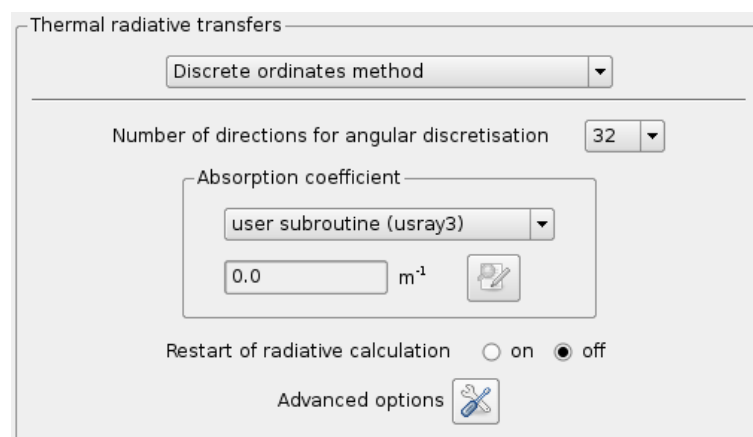 Thermal radiative transfers
Discrete ordinates method
Number of directions for angular discretisation 32
Absorption coefficient
user subroutine (usray3)
0.0 m⁻¹
Restart of radiative calculation on off
Advanced options